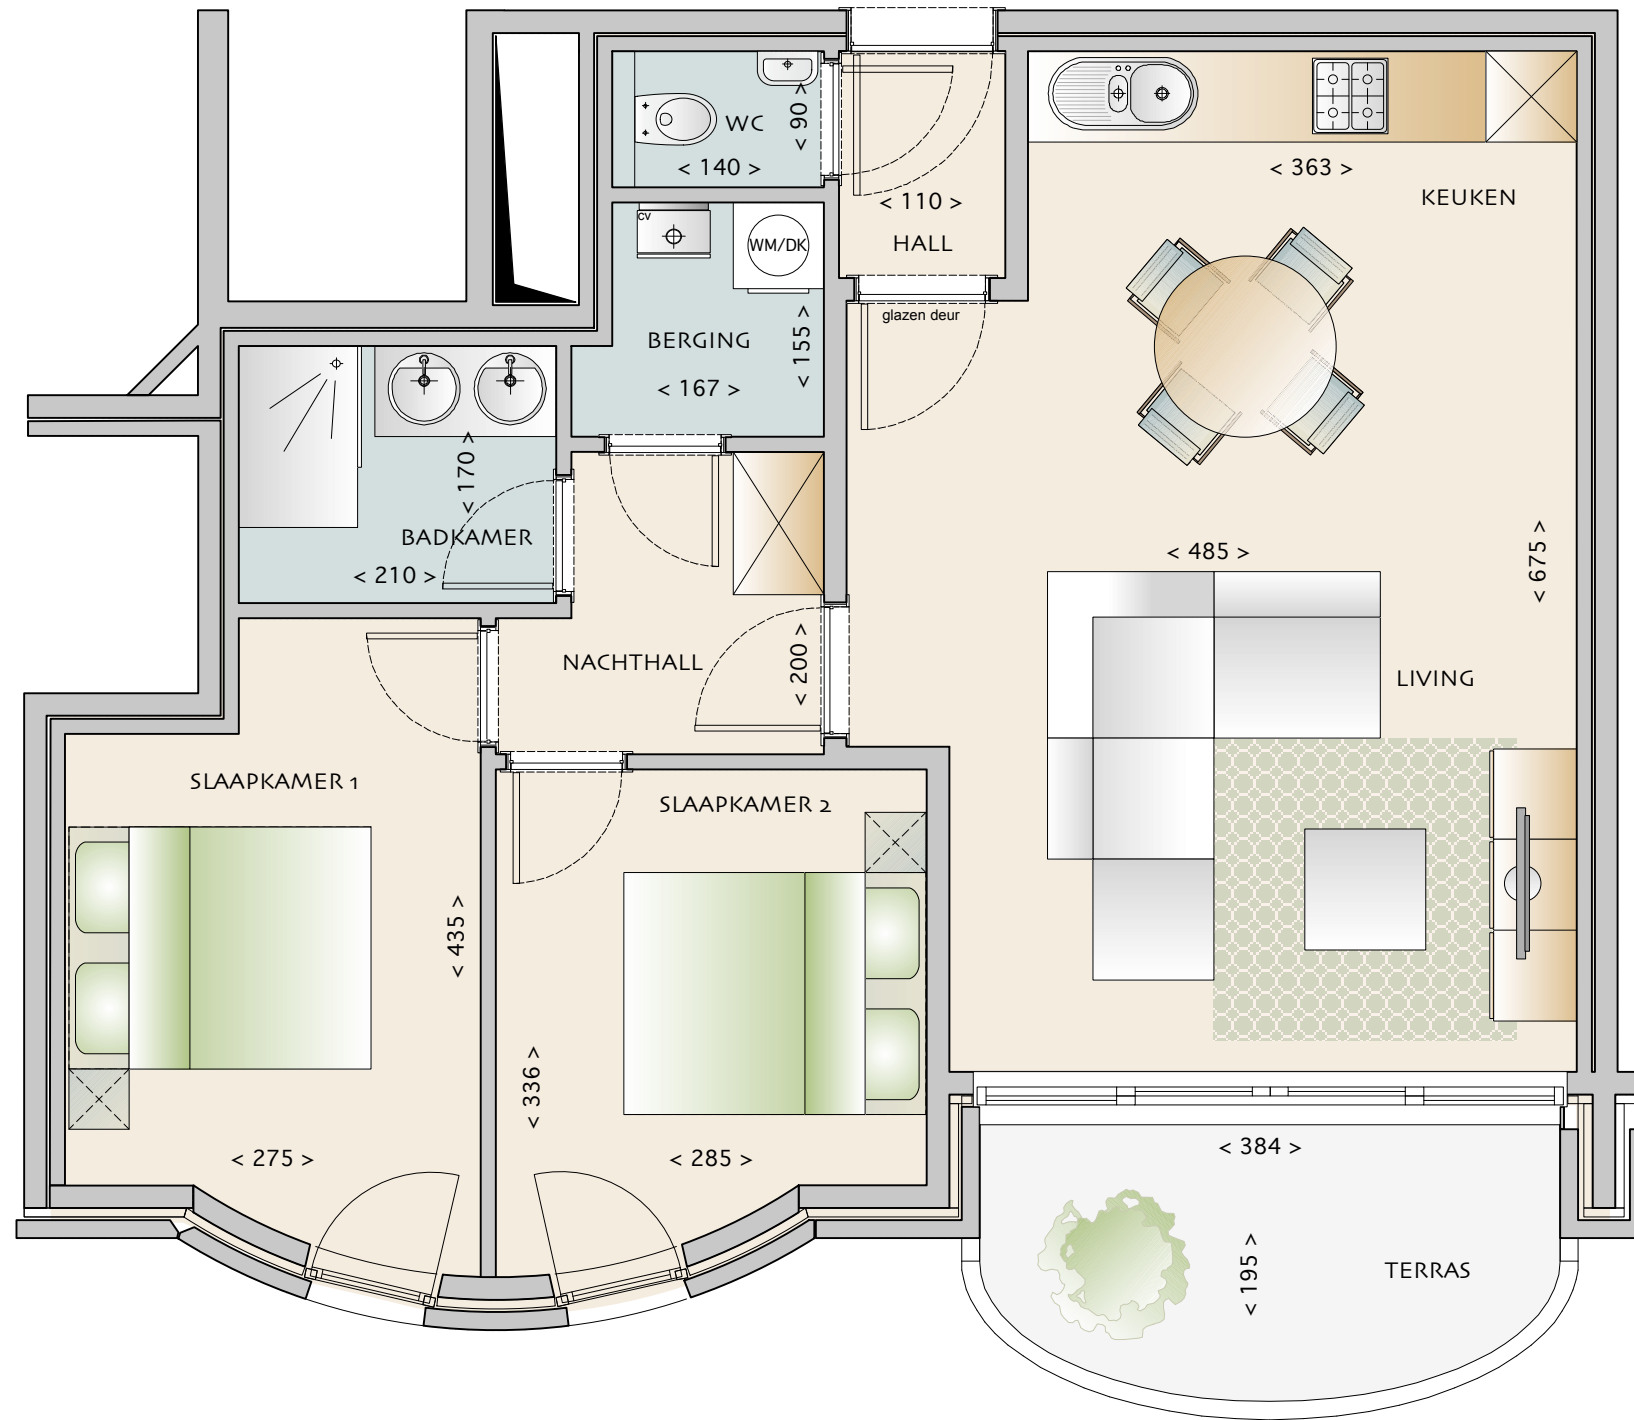 WC
< 90 >
< 140 >
< 363 >
KEUKEN
< 110 >
HALL
CV
WM/DK
glazen deur
BERGING
< 155 >
< 167 >
< 170 >
BADKAMER
< 210 >
< 485 >
< 675 >
NACHTHALL
< 200 >
LIVING
SLAAPKAMER 1
SLAAPKAMER 2
< 435 >
< 336 >
< 275 >
< 285 >
< 384 >
< 195 >
TERRAS